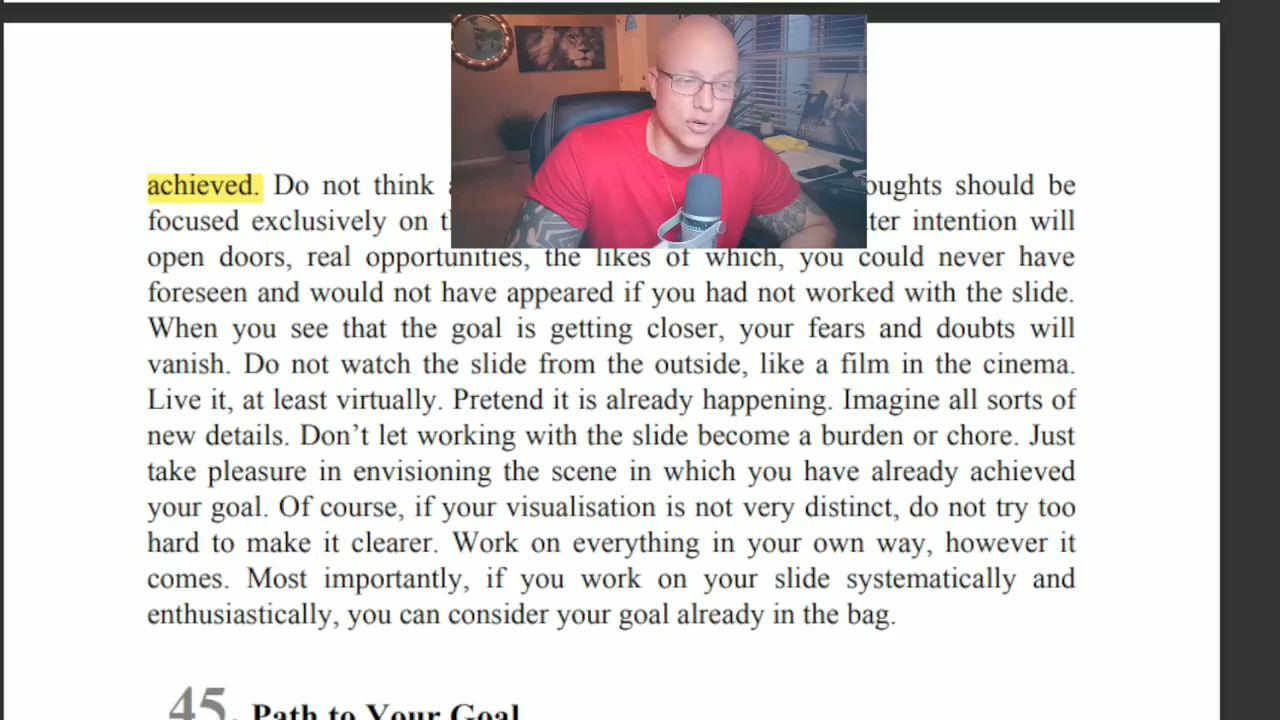 achieved. Do not think oughts should be
focused exclusively on ter intention will
open doors, real opportunities, the likes of which, you could never have
foreseen and would not have appeared if you had not worked with the slide.
When you see that the goal is getting closer, your fears and doubts will
vanish. Do not watch the slide from the outside, like a film in the cinema.
Live it, at least virtually. Pretend it is already happening. Imagine all sorts of
new details. Don’t let working with the slide become a burden or chore. Just
take pleasure in envisioning the scene in which you have already achieved
your goal. Of course, if your visualisation is not very distinct, do not try too
hard to make it clearer. Work on everything in your own way, however it
comes. Most importantly, if you work on your slide systematically and
enthusiastically, you can consider your goal already in the bag.
45. Path to Your Goal